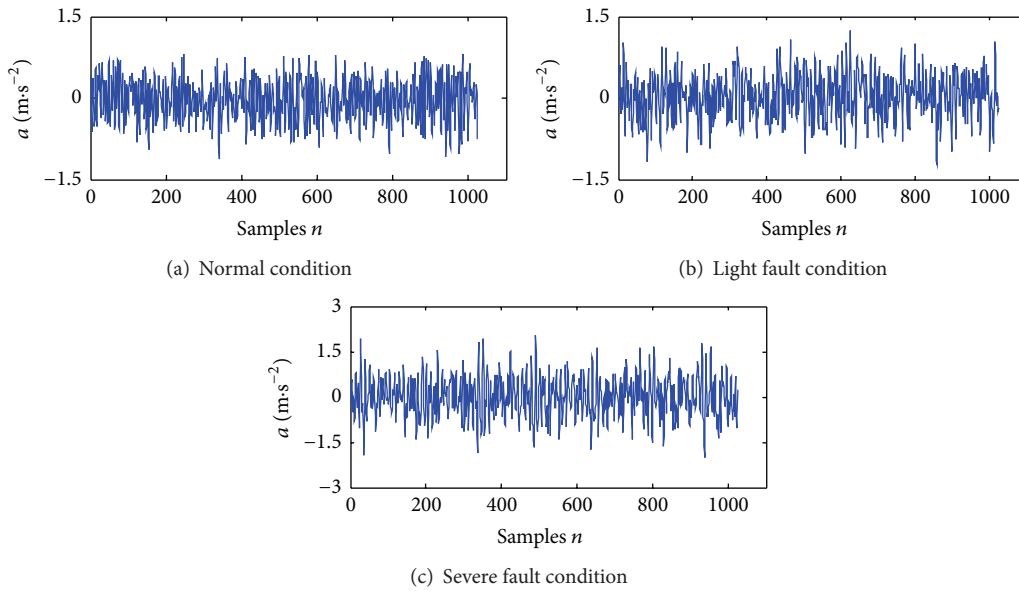 1.5
0
−1.5
a (m·s−2)
0 200 400 600 800 1000
Samples n
(a) Normal condition
1.5
0
−1.5
a (m·s−2)
0 200 400 600 800 1000
Samples n
(b) Light fault condition
3
1.5
0
−1.5
−3
a (m·s−2)
0 200 400 600 800 1000
Samples n
(c) Severe fault condition